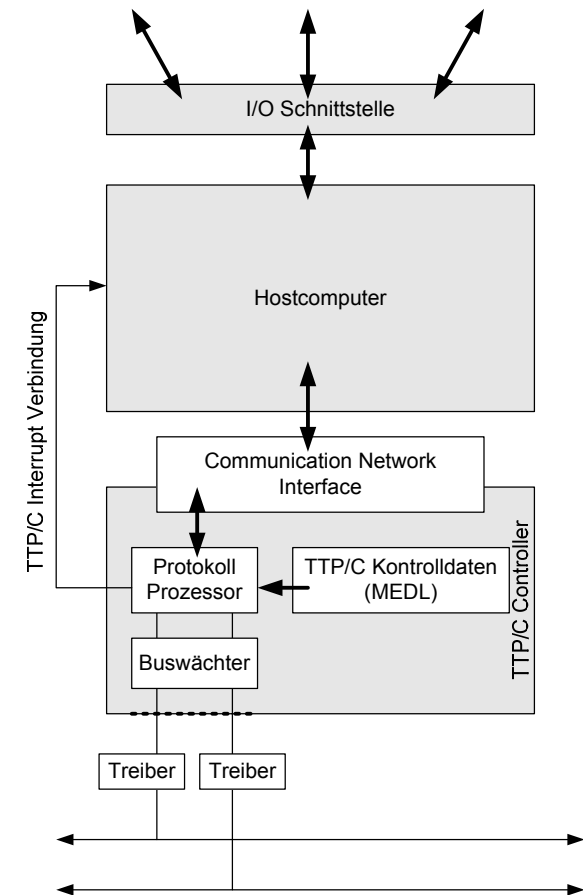 I/O Schnittstelle
Hostcomputer
TTP/C Interrupt Verbindung
Communication Network
Interface
Protokoll
Prozessor
TTP/C Kontrolldaten
(MEDL)
TTP/C Controller
Buswächter
Treiber
Treiber